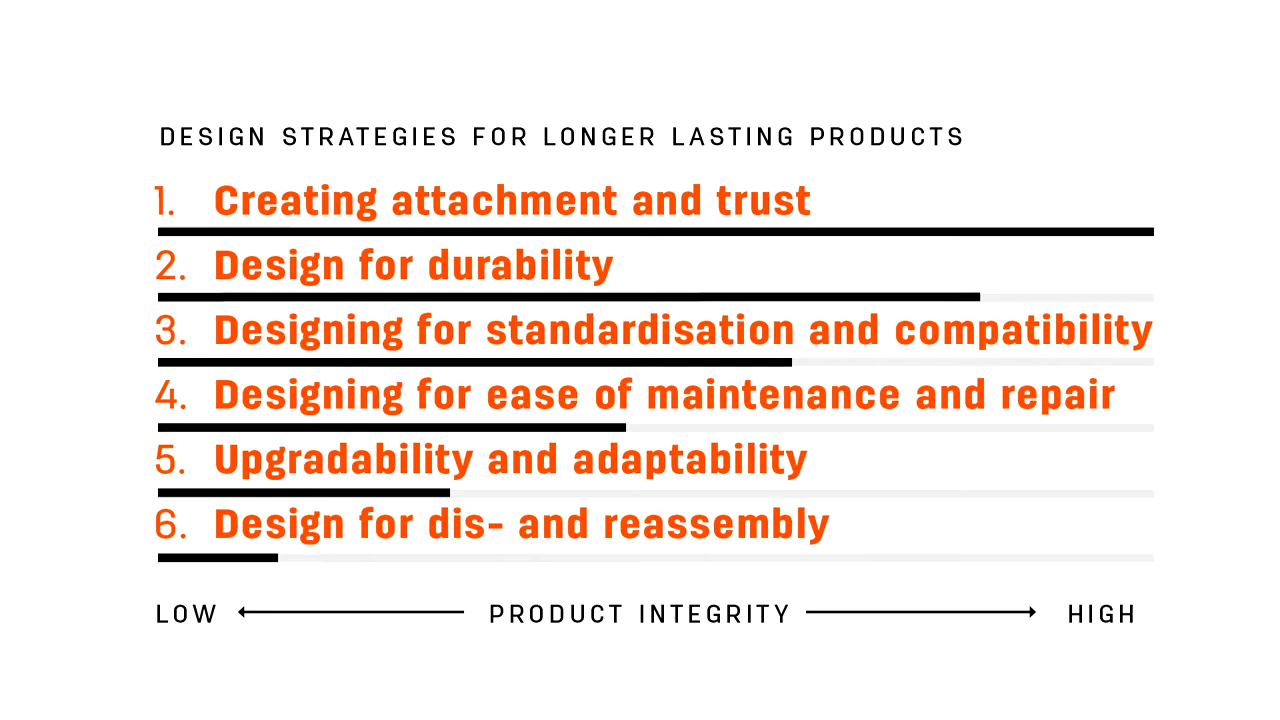 DESIGN STRATEGIES FOR LONGER LASTING PRODUCTS
1. Creating attachment and trust
2. Design for durability
3. Designing for standardisation and compatibility
4. Designing for ease of maintenance and repair
5. Upgradability and adaptability
6. Design for dis- and reassembly
LOW PRODUCT INTEGRITY HIGH